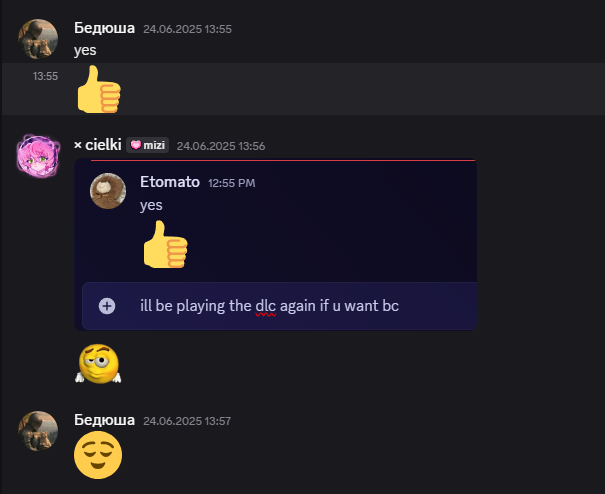 Бедюша 24.06.2025 13:55
yes
13:55 👍
× cielki mizi 24.06.2025 13:56
Etomato 12:55 PM
yes
👍
ill be playing the dlc again if u want bc
Бедюша 24.06.2025 13:57
😌